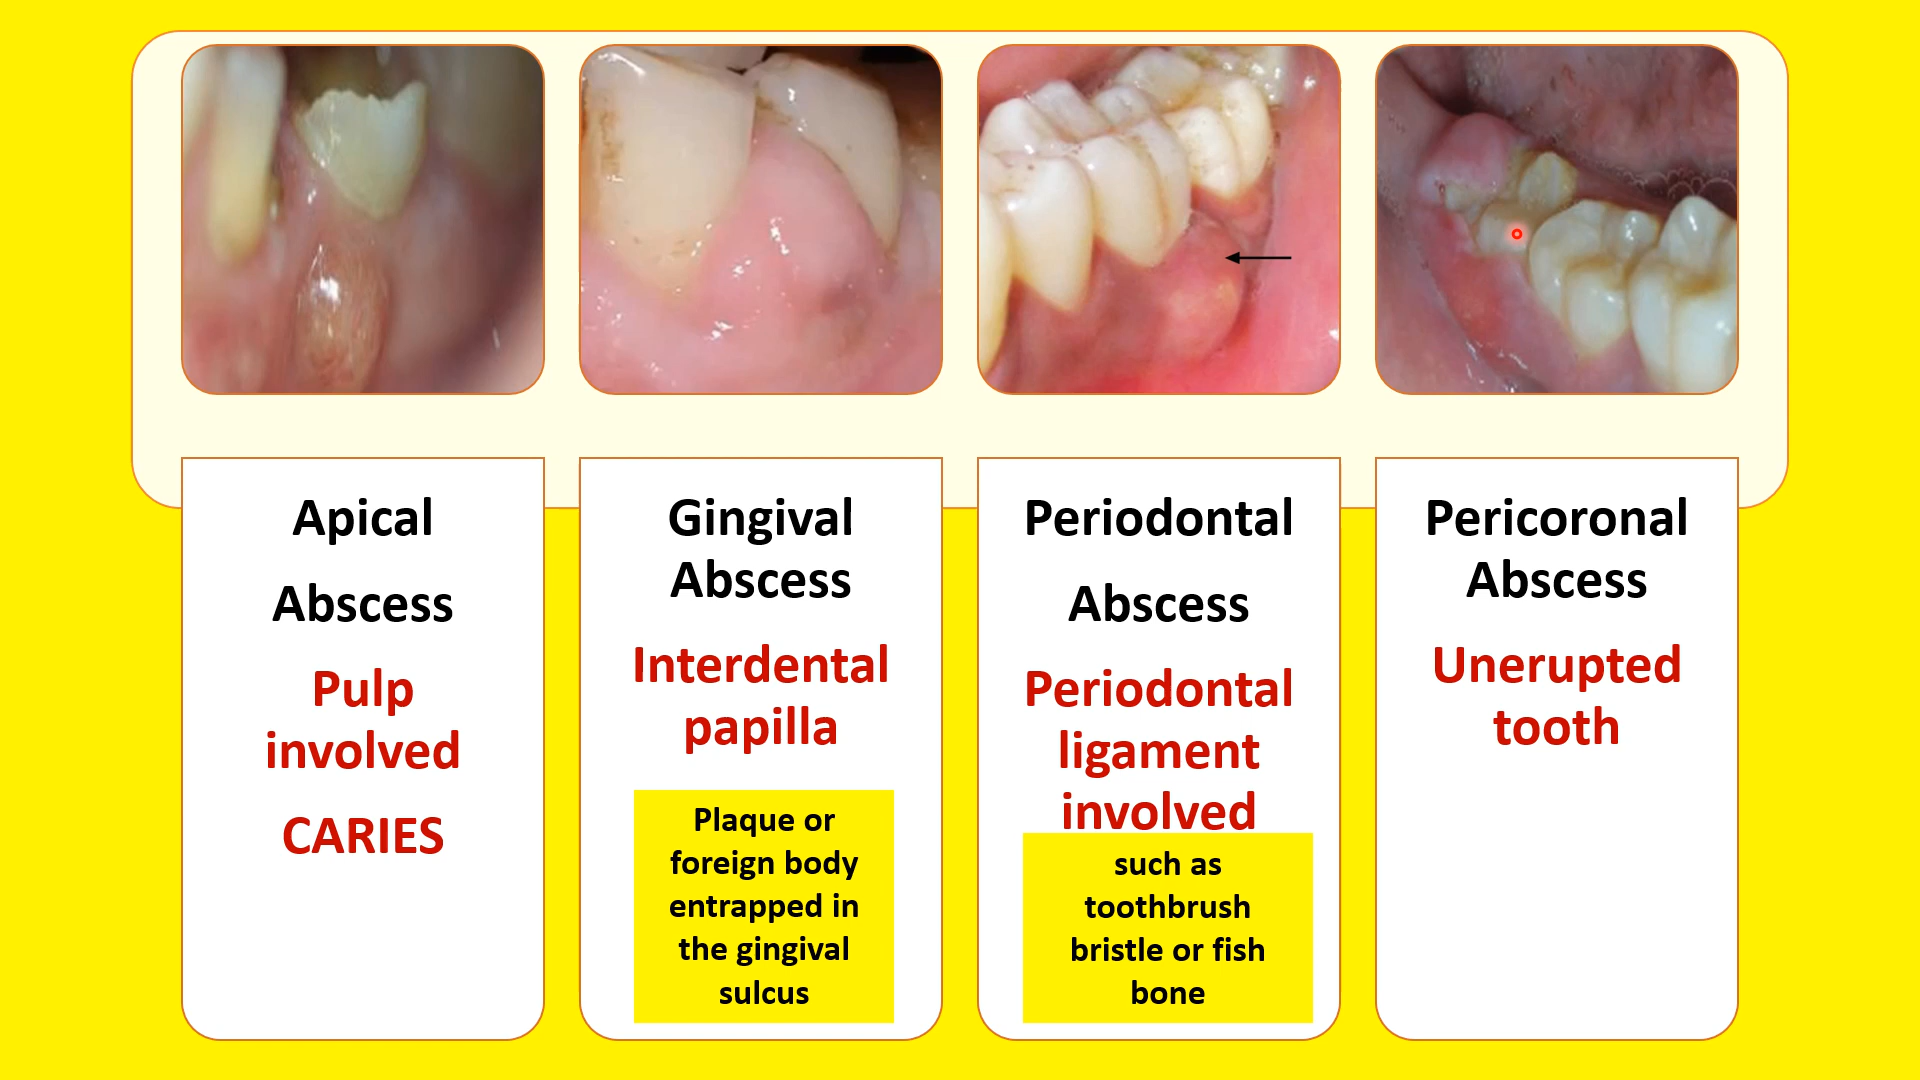 Apical
Abscess
Pulp
involved
CARIES
Gingival
Abscess
Interdental
papilla
Plaque or
foreign body
entrapped in
the gingival
sulcus
Periodontal
Abscess
Periodontal
ligament
involved
such as
toothbrush
bristle or fish
bone
Pericoronal
Abscess
Unerupted
tooth